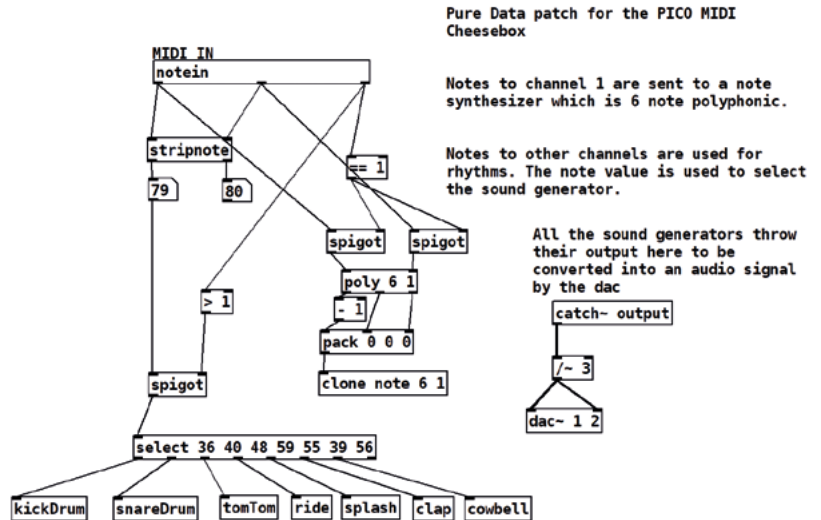 Pure Data patch for the PICO MIDI
Cheesebox
MIDI IN
notein
Notes to channel 1 are sent to a note
synthesizer which is 6 note polyphonic.
stripnote
== 1
Notes to other channels are used for
rhythms. The note value is used to select
the sound generator.
79
80
spigot
spigot
All the sound generators throw
their output here to be
converted into an audio signal
by the dac
poly 6 1
> 1
- 1
catch~ output
pack 0 0 0
/~ 3
spigot
clone note 6 1
dac~ 1 2
select 36 40 48 59 55 39 56
kickDrum
snareDrum
tomTom
ride
splash
clap
cowbell